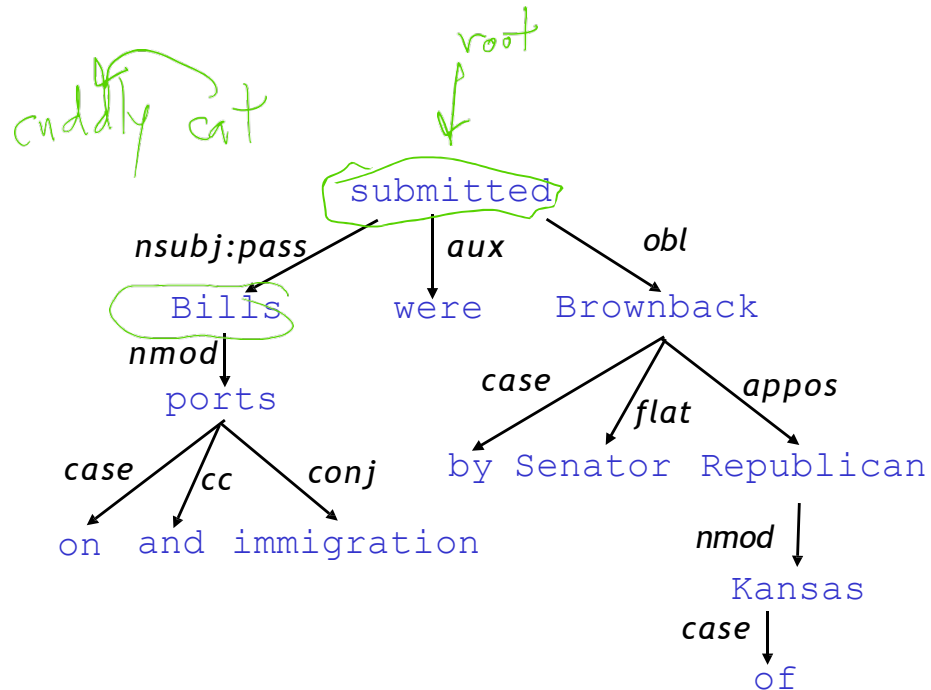 root
cuddly cat
submitted
nsubj:pass aux obl
Bills were Brownback
nmod
case flat appos
ports
by Senator Republican
case cc conj
on and immigration
nmod
Kansas
case
of